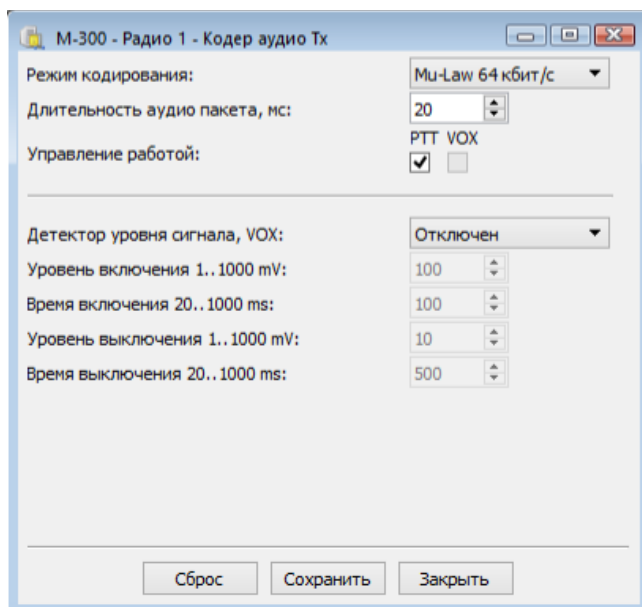 М-300 - Радио 1 - Кодер аудио Tx
Режим кодирования: Mu-Law 64 кбит/с
Длительность аудио пакета, мс: 20
PTT VOX
Управление работой:
Детектор уровня сигнала, VOX: Отключен
Уровень включения 1..1000 mV: 100
Время включения 20..1000 ms: 100
Уровень выключения 1..1000 mV: 10
Время выключения 20..1000 ms: 500
Сброс Сохранить Закрыть